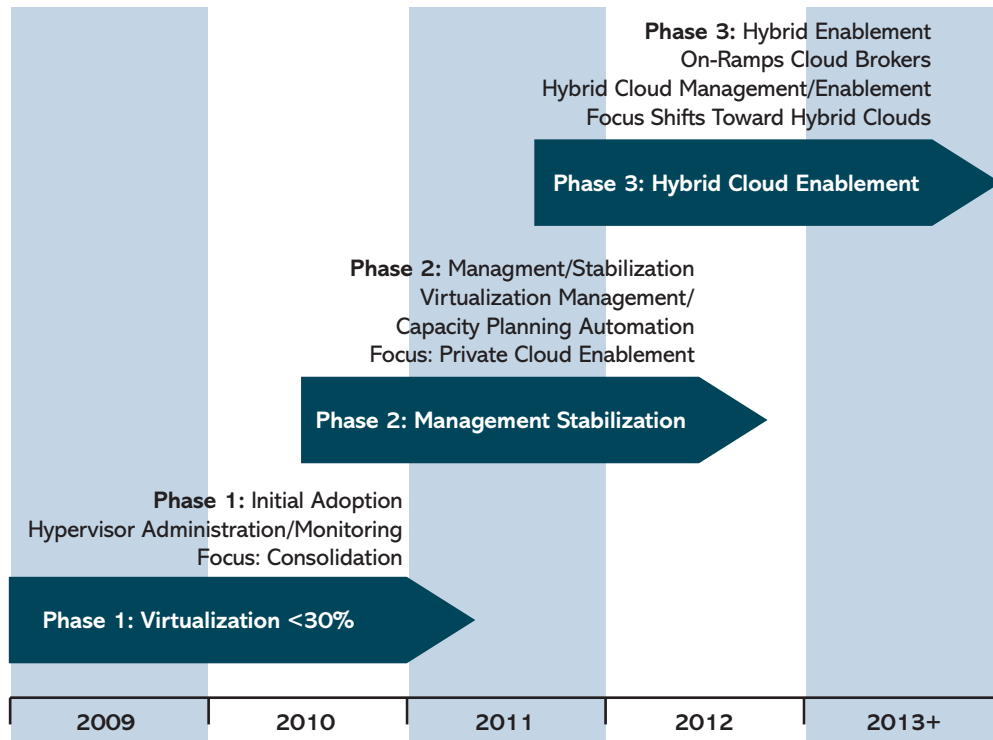 Phase 3: Hybrid Enablement
On-Ramps Cloud Brokers
Hybrid Cloud Management/Enablement
Focus Shifts Toward Hybrid Clouds
Phase 3: Hybrid Cloud Enablement
Phase 2: Managment/Stabilization
Virtualization Management/
Capacity Planning Automation
Focus: Private Cloud Enablement
Phase 2: Management Stabilization
Phase 1: Initial Adoption
Hypervisor Administration/Monitoring
Focus: Consolidation
Phase 1: Virtualization <30%
2009 2010 2011 2012 2013+